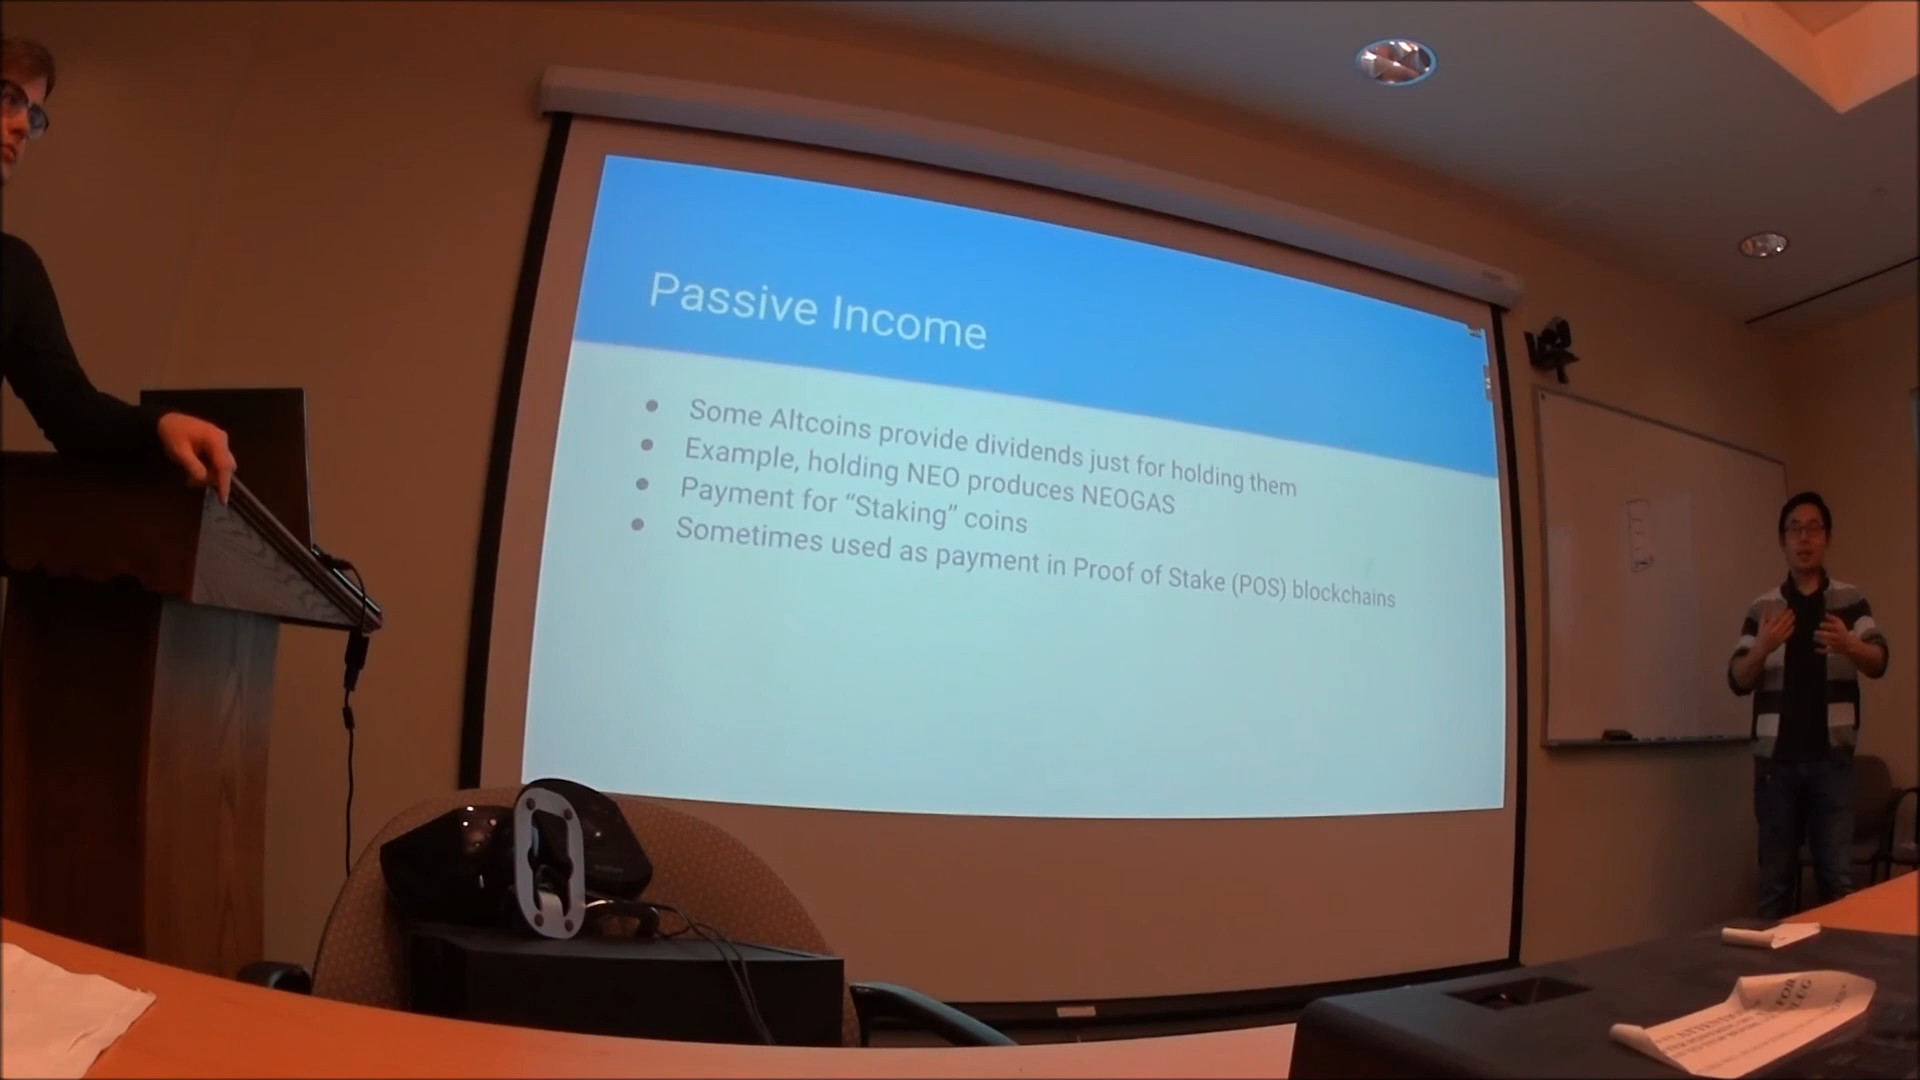 Passive Income
● Some Altcoins provide dividends just for holding them
● Example, holding NEO produces NEOGAS
● Payment for “Staking” coins
● Sometimes used as payment in Proof of Stake (POS) blockchains